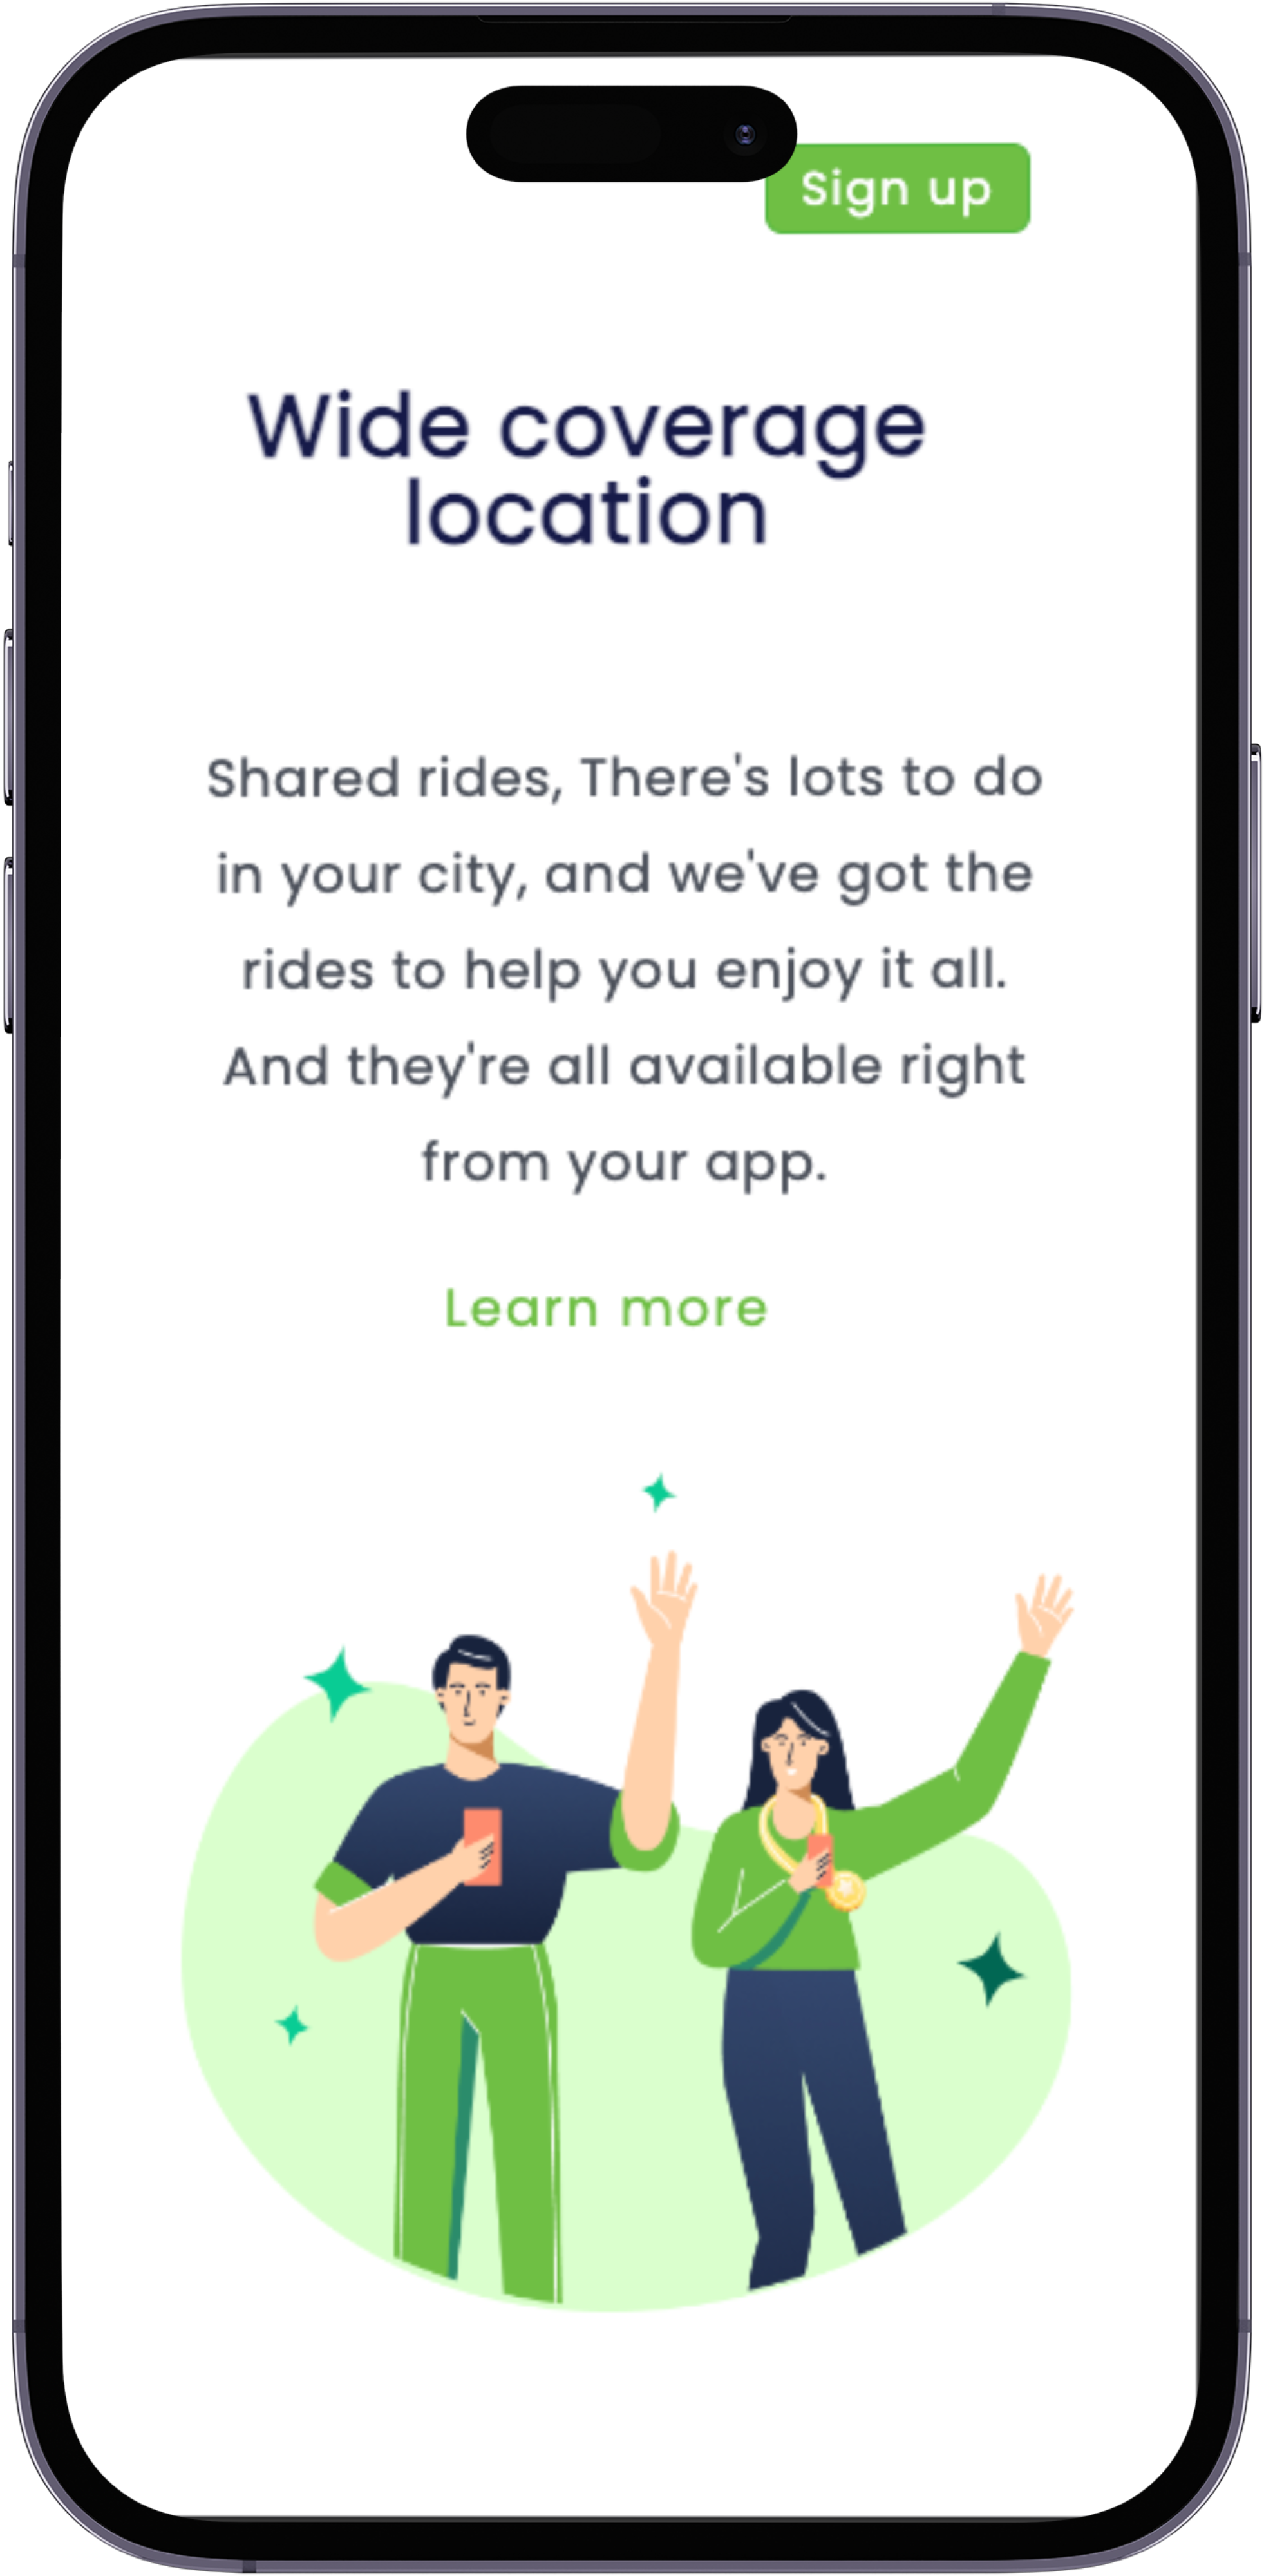 Sign up
Wide coverage
location
Shared rides, There's lots to do
in your city, and we've got the
rides to help you enjoy it all.
And they're all available right
from your app.
Learn more